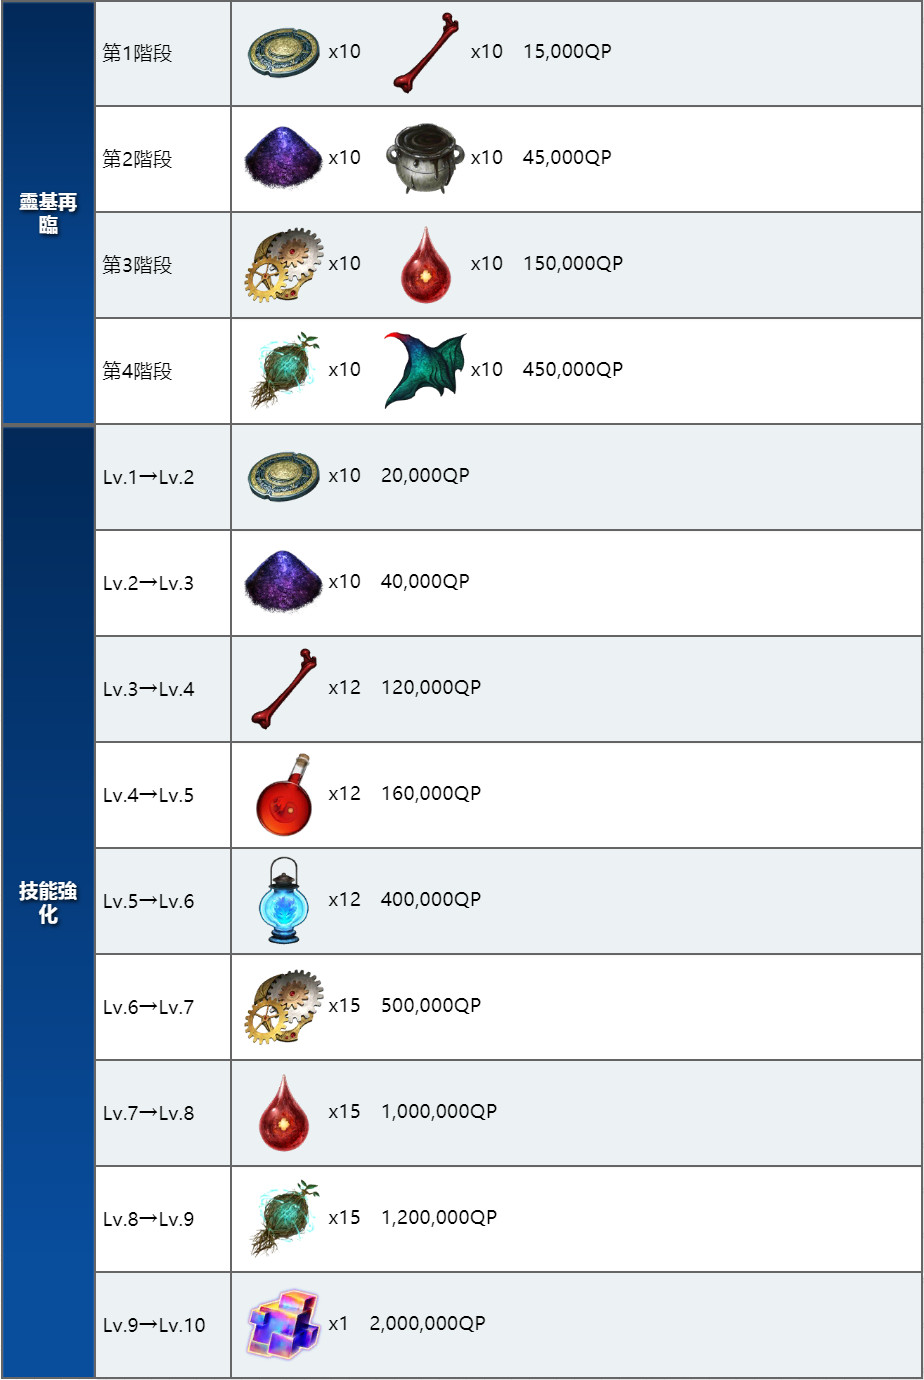 靈基再
臨
第1階段 x10 x10 15,000QP
第2階段 x10 x10 45,000QP
第3階段 x10 x10 150,000QP
第4階段 x10 x10 450,000QP
技能強
化
Lv.1→Lv.2 x10 20,000QP
Lv.2→Lv.3 x10 40,000QP
Lv.3→Lv.4 x12 120,000QP
Lv.4→Lv.5 x12 160,000QP
Lv.5→Lv.6 x12 400,000QP
Lv.6→Lv.7 x15 500,000QP
Lv.7→Lv.8 x15 1,000,000QP
Lv.8→Lv.9 x15 1,200,000QP
Lv.9→Lv.10 x1 2,000,000QP